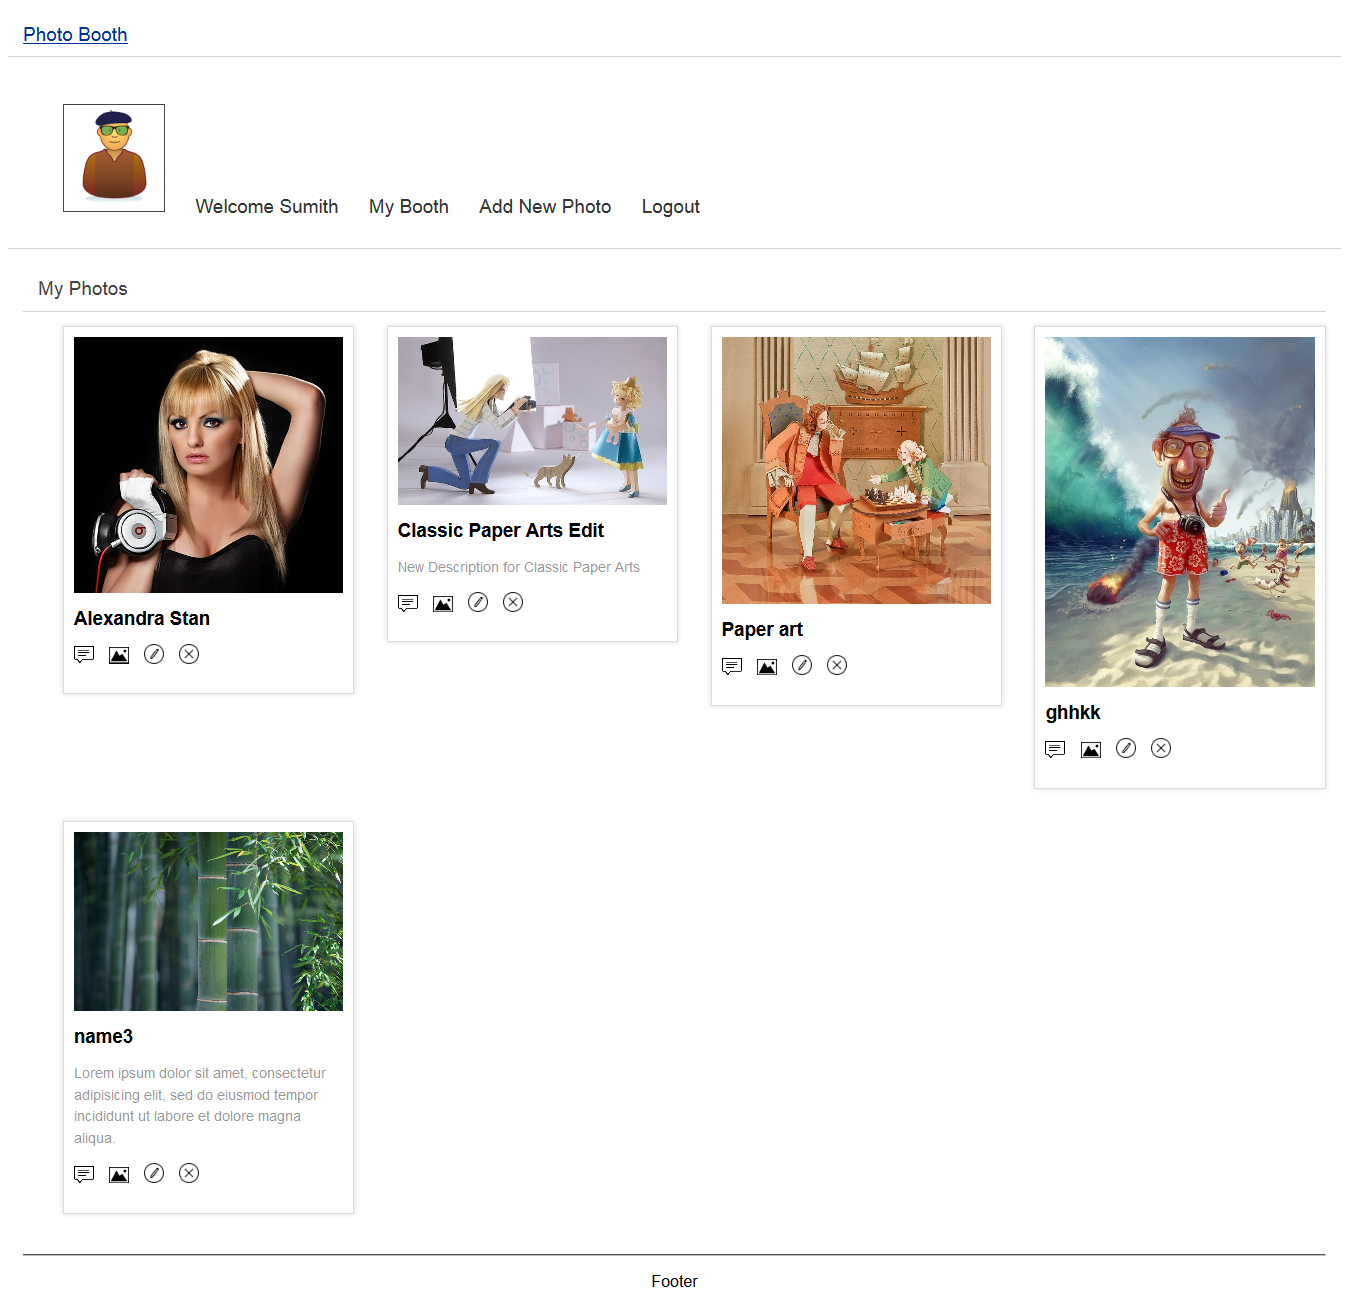 Photo Booth
Welcome Sumith My Booth Add New Photo Logout
My Photos
Alexandra Stan
Classic Paper Arts Edit
New Description for Classic Paper Arts
Paper art
ghhkk
name3
Lorem ipsum dolor sit amet, consectetur
adipisicing elit, sed do eiusmod tempor
incididunt ut labore et dolore magna
aliqua.
Footer